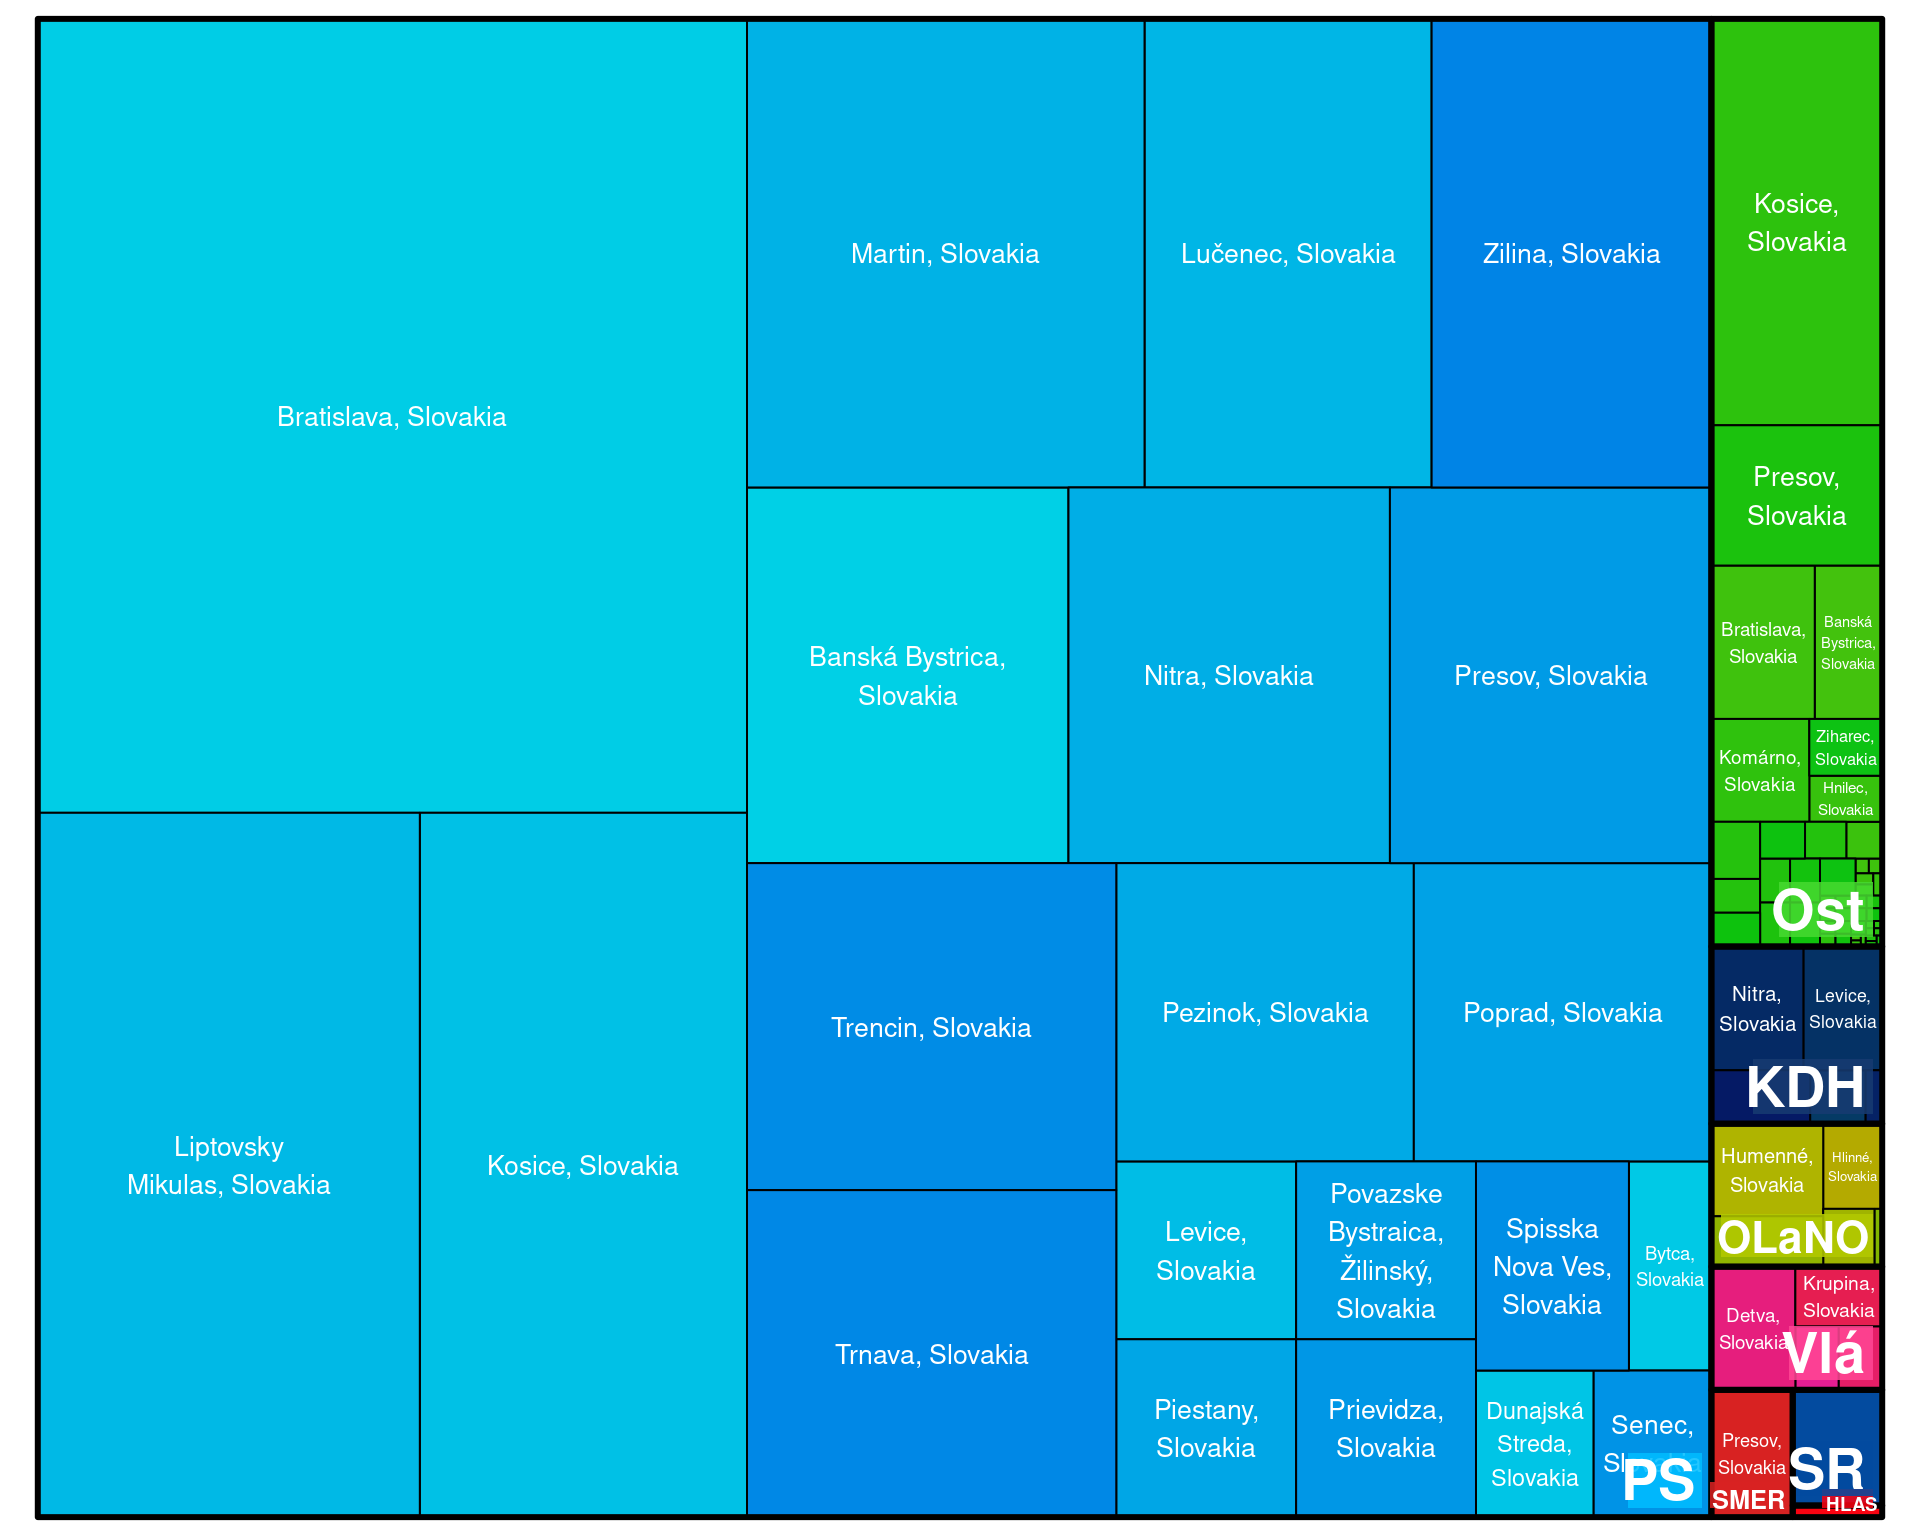 Bratislava, Slovakia
Martin, Slovakia
Lučenec, Slovakia
Zilina, Slovakia
Banská Bystrica,
Slovakia
Nitra, Slovakia
Presov, Slovakia
Liptovsky
Mikulas, Slovakia
Kosice, Slovakia
Trencin, Slovakia
Trnava, Slovakia
Pezinok, Slovakia
Poprad, Slovakia
Levice,
Slovakia
Povazske
Bystraica,
Žilinský,
Slovakia
Spisska
Nova Ves,
Slovakia
Bytca,
Slovakia
Piestany,
Slovakia
Prievidza,
Slovakia
Dunajská
Streda,
Slovakia
Senec,
PS
Kosice,
Slovakia
Presov,
Slovakia
Bratislava,
Slovakia
Banská
Bystrica,
Slovakia
Komárno,
Slovakia
Ziharec,
Slovakia
Hnilec,
Slovakia
Ost
Nitra,
Slovakia
Levice,
Slovakia
KDH
Humenné,
Slovakia
Hlinné,
Slovakia
OLaNO
Detva,
Slovakia
Krupina,
Slovakia
Vlá
Presov,
Slovakia
SMER
SR
HLAS